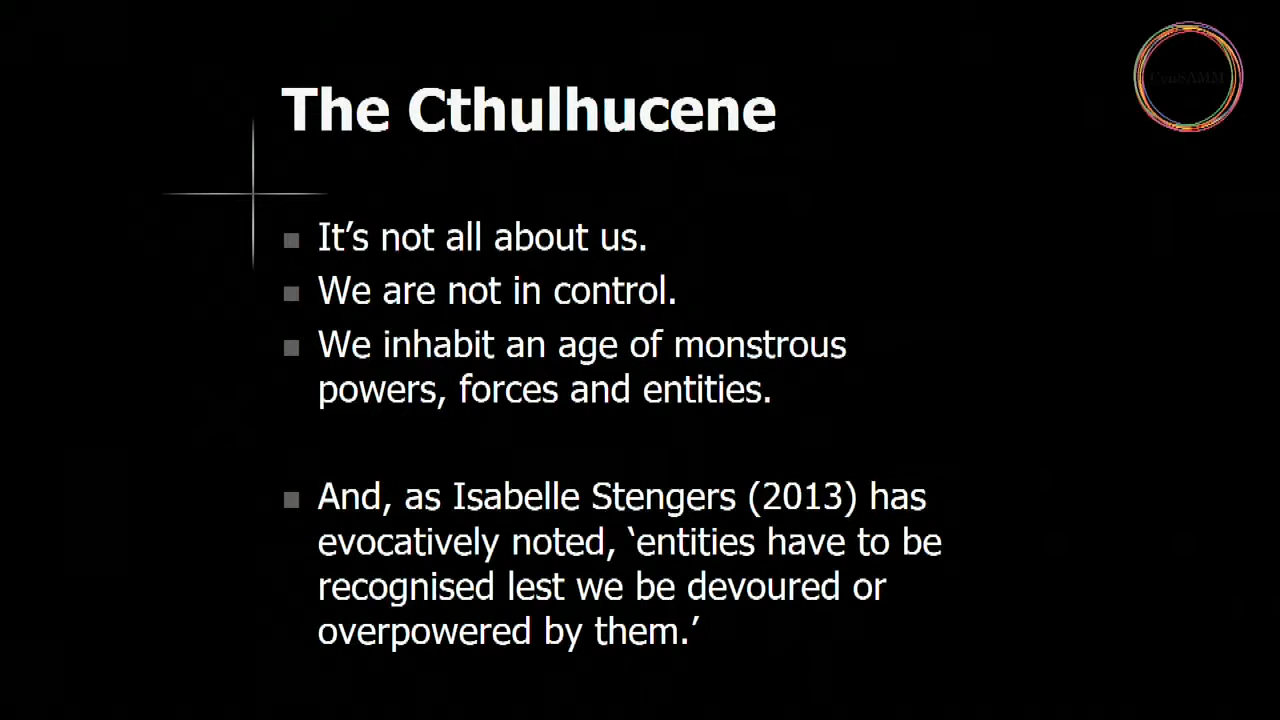 The Cthulhucene
CenSAMM
It’s not all about us.
We are not in control.
We inhabit an age of monstrous
powers, forces and entities.
And, as Isabelle Stengers (2013) has
evocatively noted, ‘entities have to be
recognised lest we be devoured or
overpowered by them.’